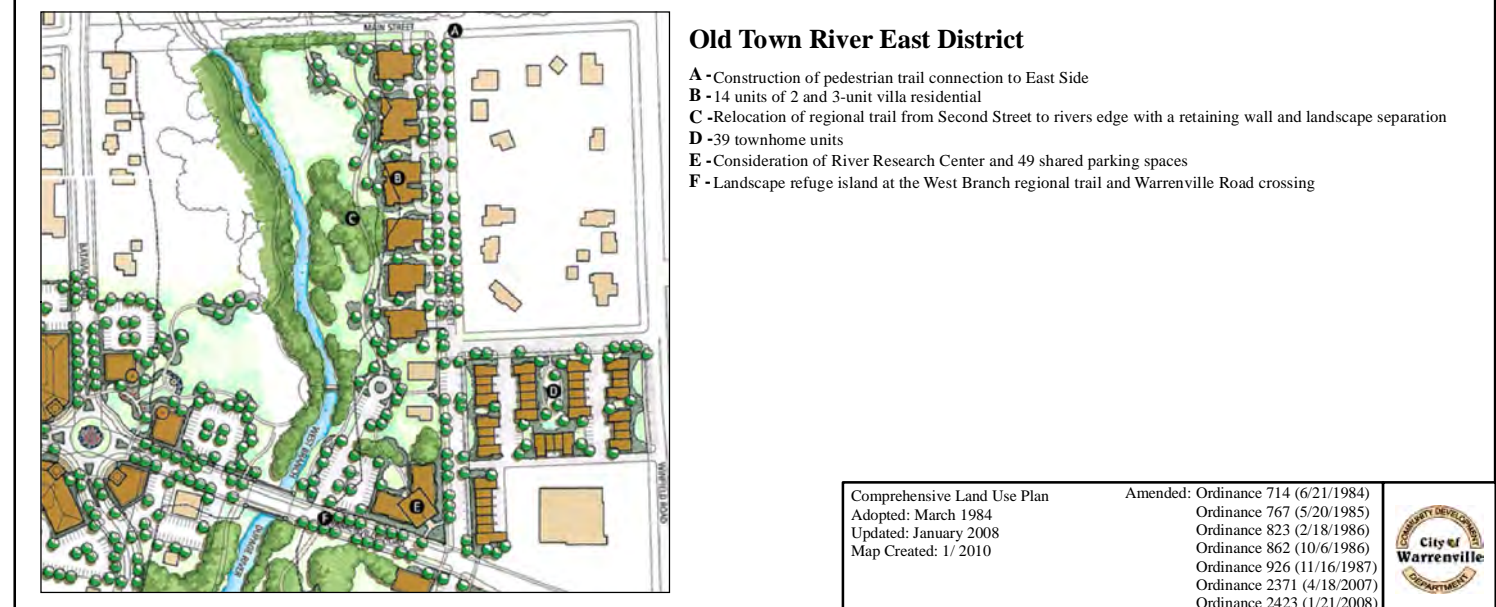 MAIN STREET
A
B
C
D
E
F
WEST BRANCH
DUPAGE RIVER
WINFIELD ROAD
Old Town River East District
A - Construction of pedestrian trail connection to East Side
B - 14 units of 2 and 3-unit villa residential
C - Relocation of regional trail from Second Street to rivers edge with a retaining wall and landscape separation
D - 39 townhome units
E - Consideration of River Research Center and 49 shared parking spaces
F - Landscape refuge island at the West Branch regional trail and Warrenville Road crossing
Comprehensive Land Use Plan
Adopted: March 1984
Updated: January 2008
Map Created: 1/ 2010
Amended: Ordinance 714 (6/21/1984)
Ordinance 767 (5/20/1985)
Ordinance 823 (2/18/1986)
Ordinance 862 (10/6/1986)
Ordinance 926 (11/16/1987)
Ordinance 2371 (4/18/2007)
Ordinance 2423 (1/21/2008)
COMMUNITY DEVELOPMENT
City of
Warrenville
DEPARTMENT